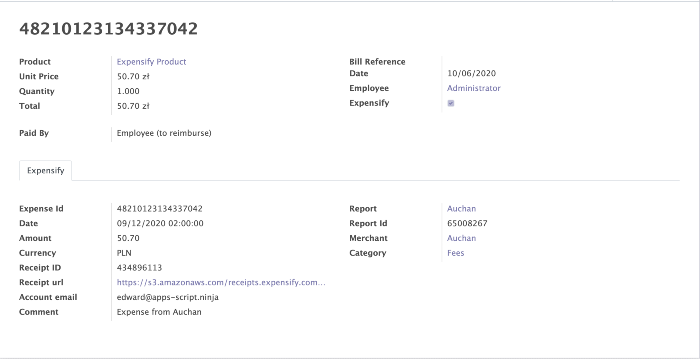 48210123134337042
Product Expensify Product
Unit Price 50.70 zł
Quantity 1.000
Total 50.70 zł
Paid By Employee (to reimburse)
Bill Reference
Date 10/06/2020
Employee Administrator
Expensify
Expensify
Expense Id 48210123134337042
Date 09/12/2020 02:00:00
Amount 50.70
Currency PLN
Receipt ID 434896113
Receipt url https://s3.amazonaws.com/receipts.expensify.com...
Account email edward@apps-script.ninja
Comment Expense from Auchan
Report Auchan
Report Id 65008267
Merchant Auchan
Category Fees